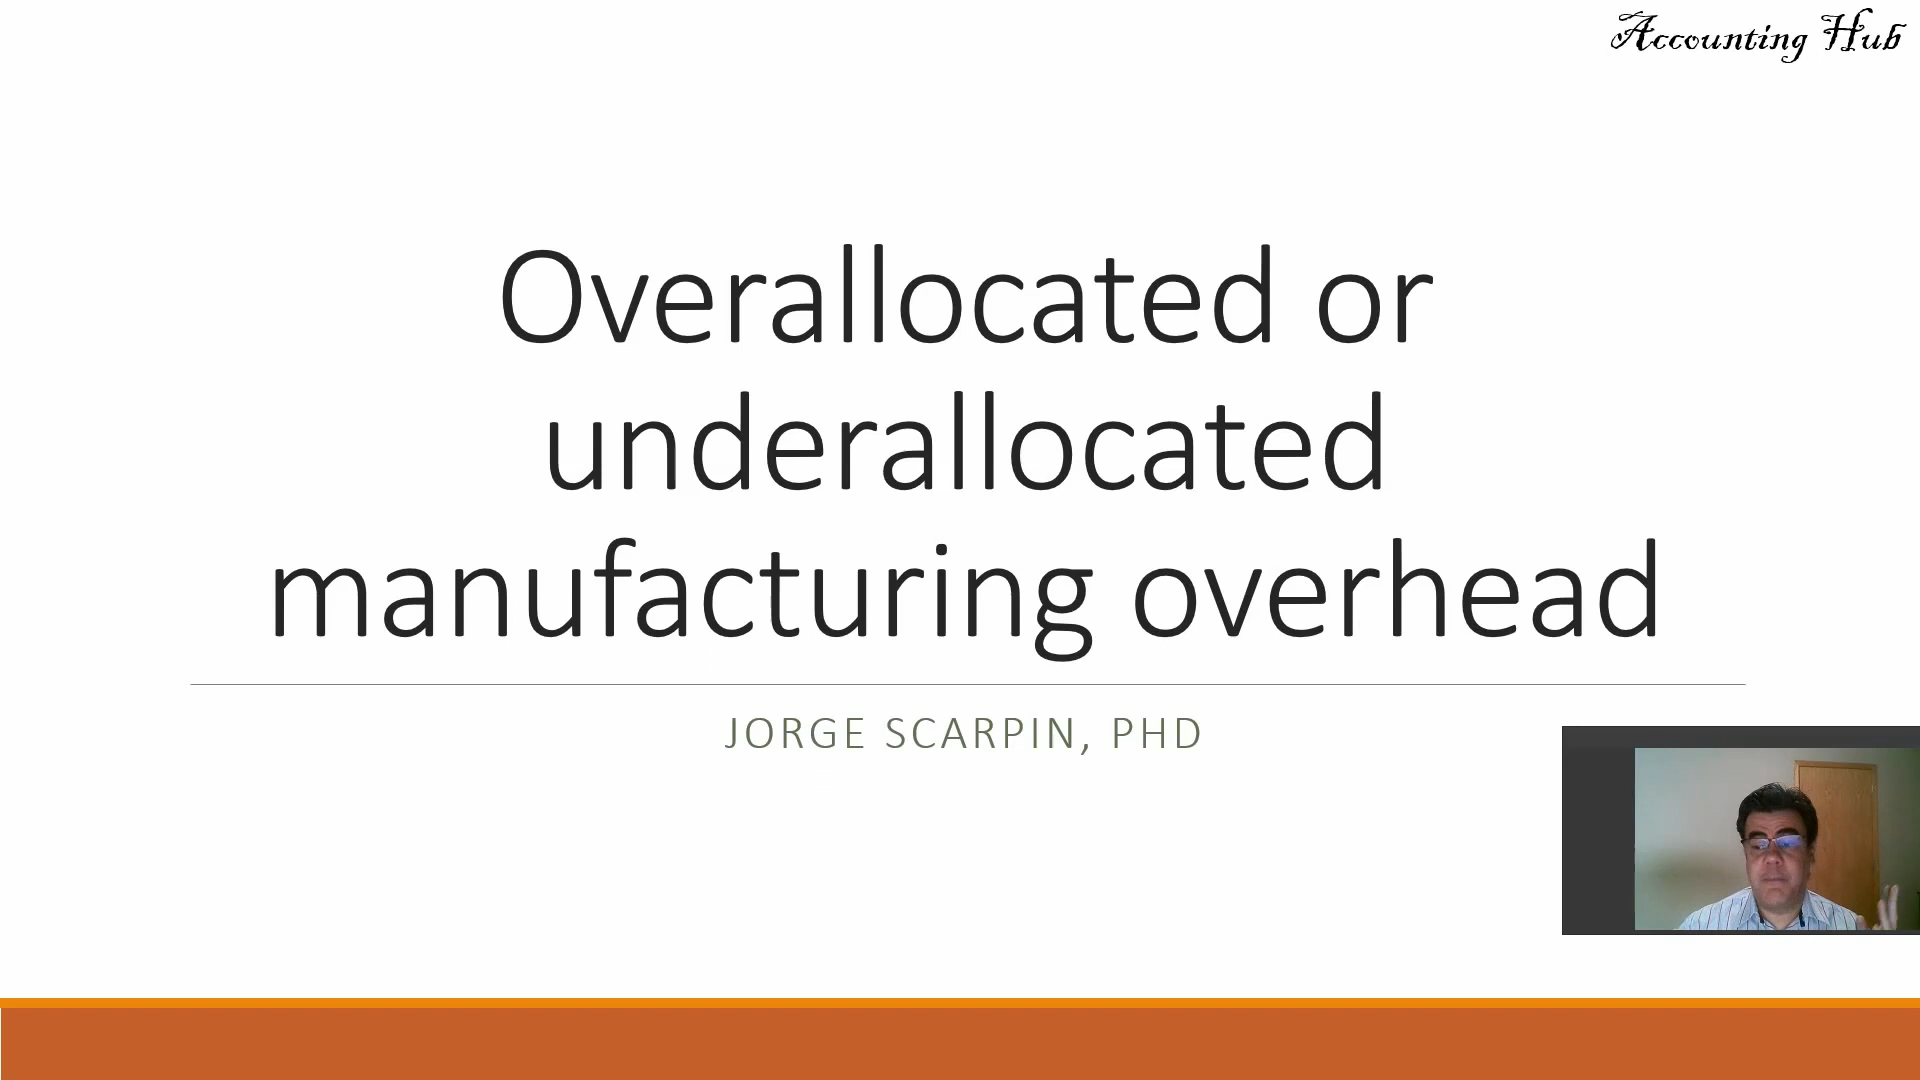 Accounting Hub
Overallocated or
underallocated
manufacturing overhead
JORGE SCARPIN, PHD